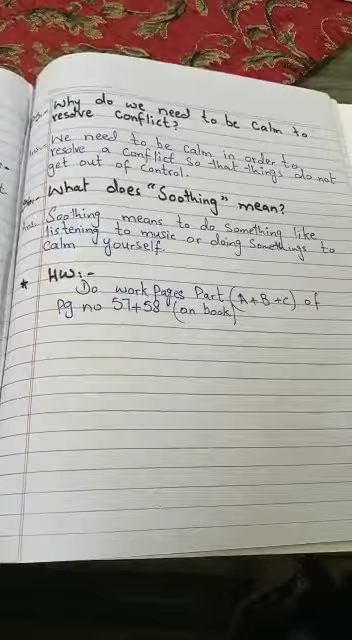 Why do we need to be calm to
resolve conflict?
We need to be calm in order to
resolve a conflict so that things do not
get out of control.
What does "Soothing" mean?
Soothing means to do something like
listening to music or doing somethings to
calm yourself.
* HW:-
Do work pages Part (A+B+C) of
Pg no 57+58 (on book)